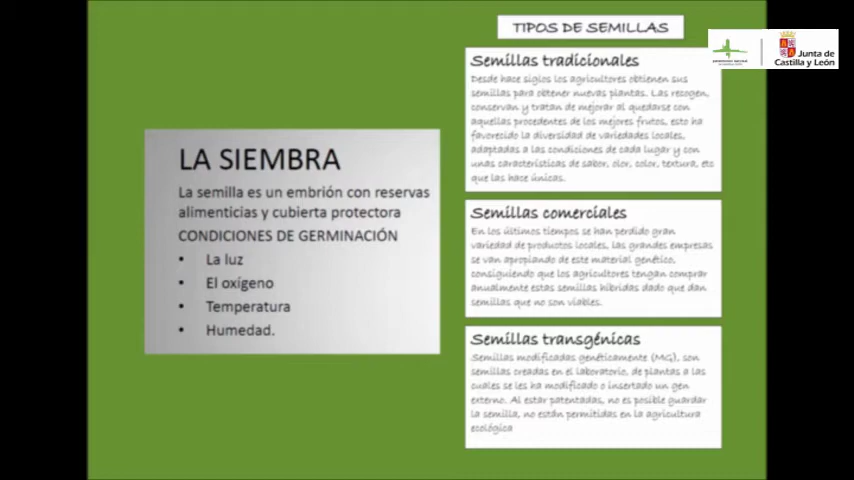 LA SIEMBRA
La semilla es un embrión con reservas
alimenticias y cubierta protectora
CONDICIONES DE GERMINACIÓN
• La luz
• El oxígeno
• Temperatura
• Humedad.
TIPOS DE SEMILLAS
Semillas tradicionales
Desde hace siglos los agricultores obtienen sus
semillas para obtener nuevas plantas. Las recogen,
conservan y tratan de mejorar al quedarse con
aquellas procedentes de los mejores frutos, esto ha
favorecido la diversidad de variedades locales,
adaptadas a las condiciones de cada lugar y con
unas características de sabor, olor, color, textura, etc
que las hace únicas.
Semillas comerciales
En los últimos tiempos se han perdido gran
variedad de productos locales, las grandes empresas
se van apropiando de este material genético,
consiguiendo que los agricultores tengan comprar
anualmente estas semillas híbridas dado que dan
semillas que no son viables.
Semillas transgénicas
Semillas modificadas genéticamente (MG), son
semillas creadas en el laboratorio, de plantas a las
cuales se les ha modificado o insertado un gen
externo. Al estar patentadas, no es posible guardar
la semilla, no están permitidas en la agricultura
ecológica
Junta de
Castilla y León